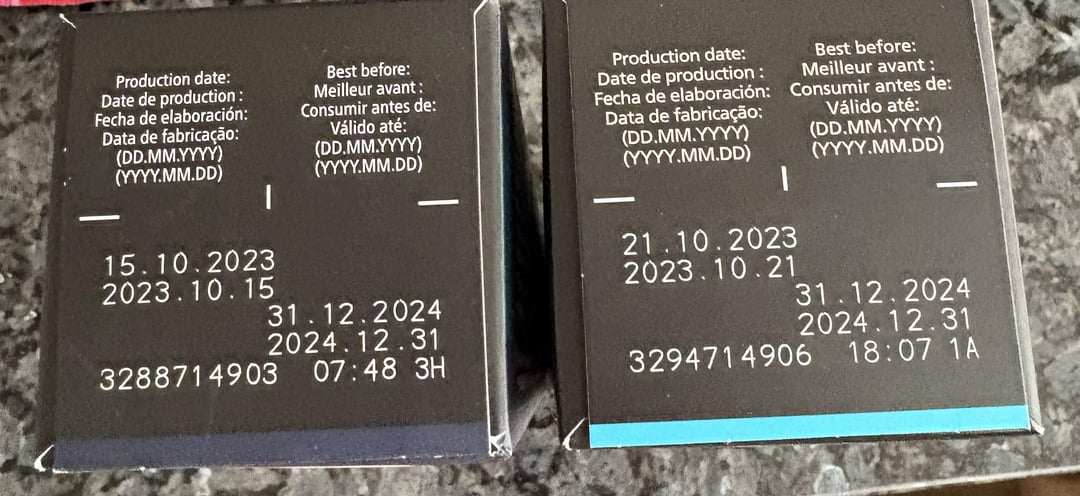 Production date:
Date de production :
Fecha de elaboración:
Data de fabricação:
(DD.MM.YYYY)
(YYYY.MM.DD)
Best before:
Meilleur avant :
Consumir antes de:
Válido até:
(DD.MM.YYYY)
(YYYY.MM.DD)
15.10.2023
2023.10.15
31.12.2024
2024.12.31
3288714903 07:48 3H
Production date:
Date de production :
Fecha de elaboración:
Data de fabricação:
(DD.MM.YYYY)
(YYYY.MM.DD)
Best before:
Meilleur avant :
Consumir antes de:
Válido até:
(DD.MM.YYYY)
(YYYY.MM.DD)
21.10.2023
2023.10.21
31.12.2024
2024.12.31
3294714906 18:07 1A